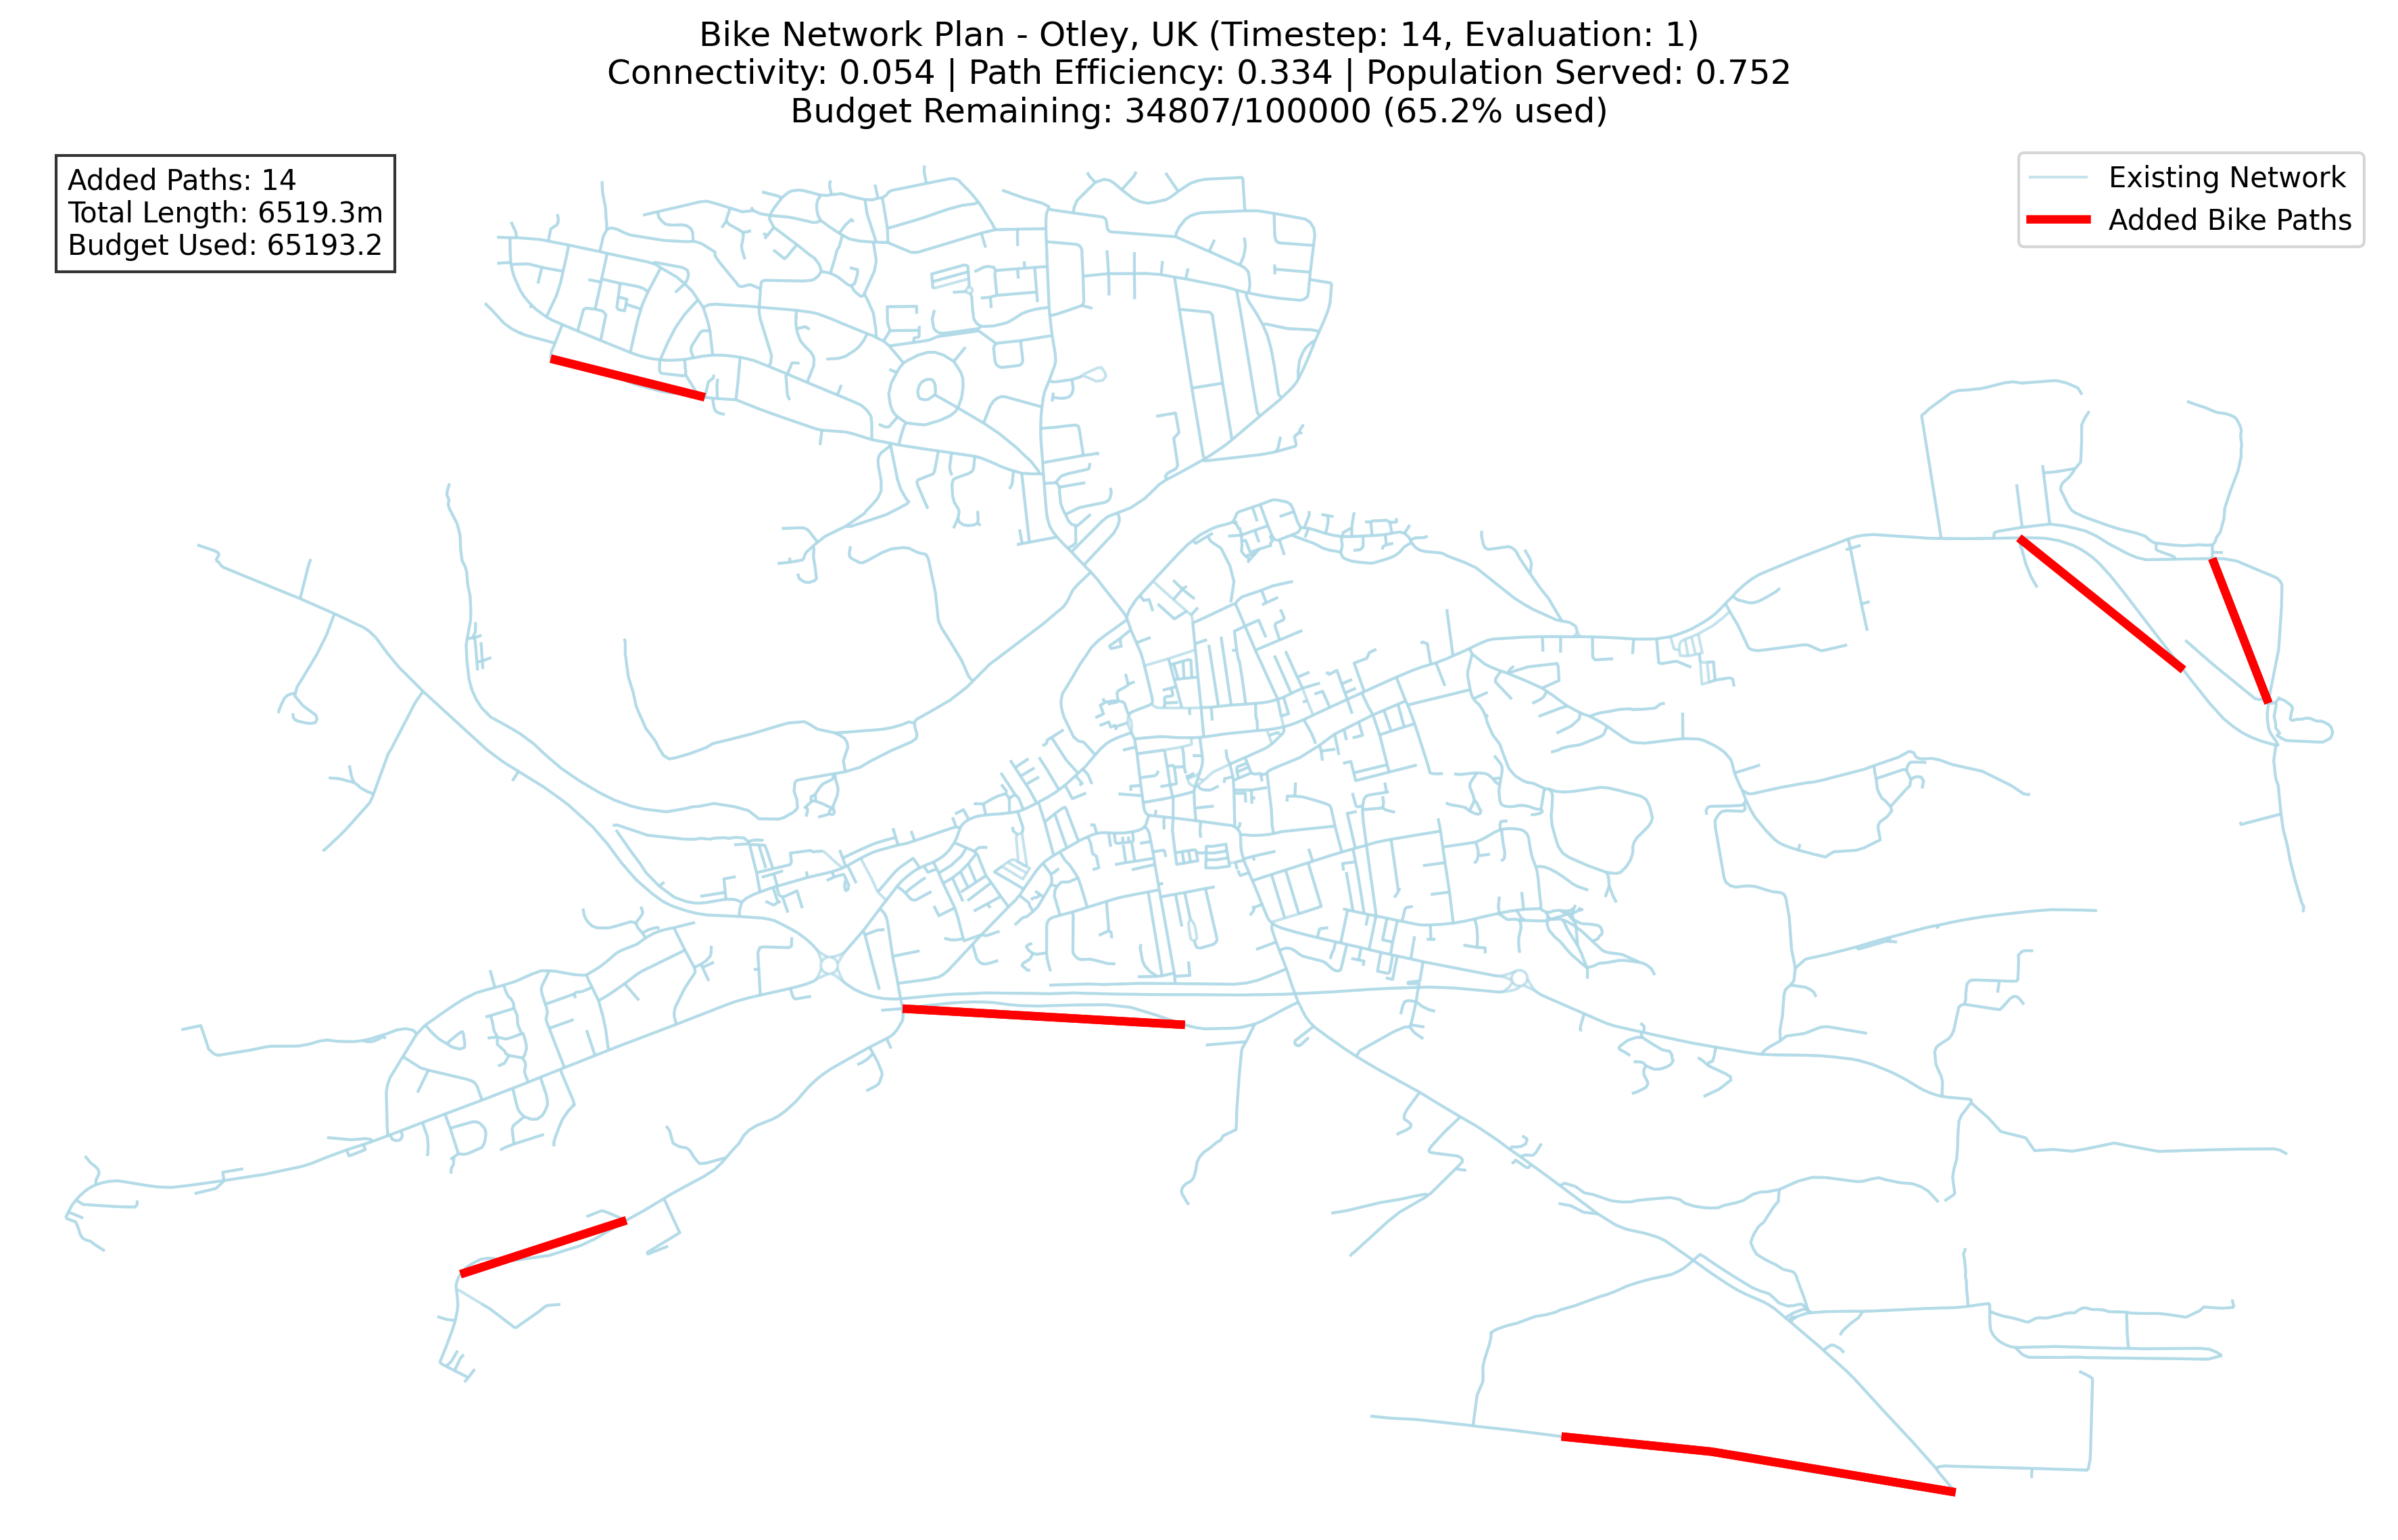 Bike Network Plan - Otley, UK (Timestep: 14, Evaluation: 1)
Connectivity: 0.054 | Path Efficiency: 0.334 | Population Served: 0.752
Budget Remaining: 34807/100000 (65.2% used)
Added Paths: 14
Total Length: 6519.3m
Budget Used: 65193.2
Existing Network
Added Bike Paths